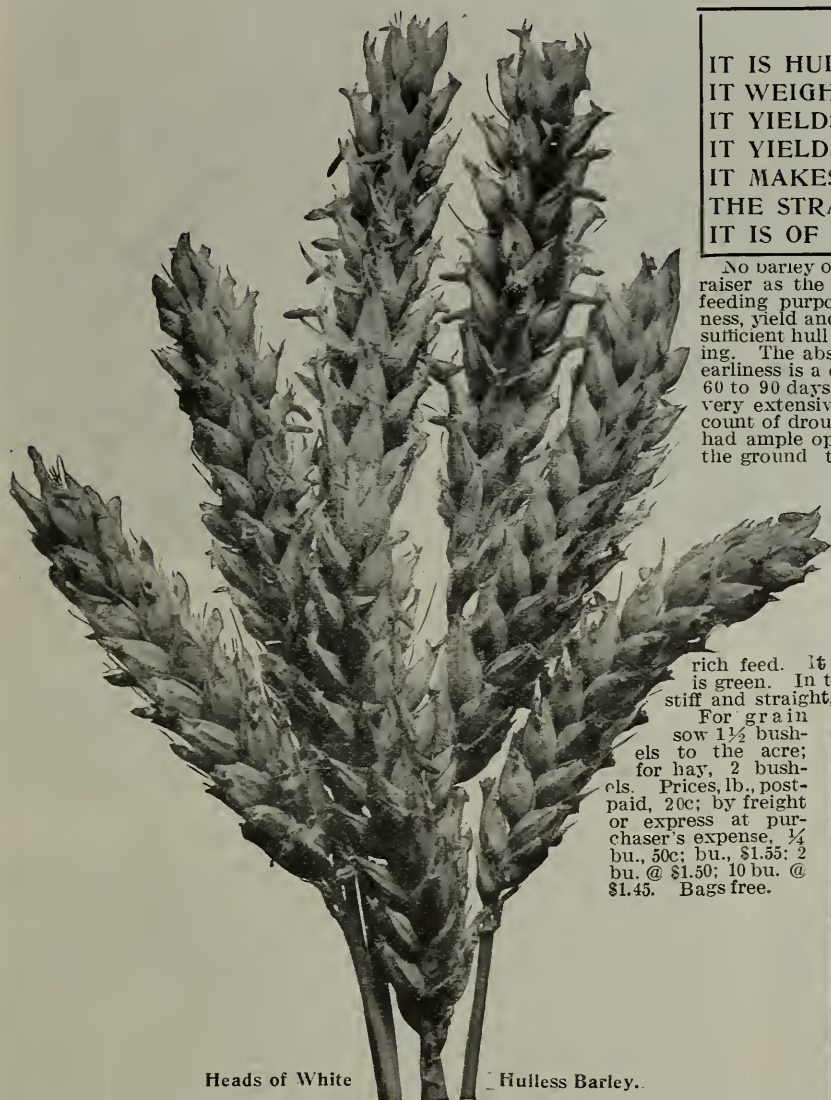 IT IS HUL
IT WEIGH
IT YIELDS
IT YIELD
IT MAKES
THE STRA
IT IS OF
No barley o
raiser as the
feeding purpo
ness, yield and
sufficient hull
ing. The abs
earliness is a
60 to 90 days
very extensiv
count of drou
had ample op
the ground t
rich feed. It
is green. In t
stiff and straight,
For grain
sow 1½ bush-
els to the acre;
for hay, 2 bush-
els. Prices, lb., post-
paid, 20c; by freight
or express at pur-
chaser's expense, ¼
bu., 50c; bu., $1.55; 2
bu. @ $1.50; 10 bu. @
$1.45. Bags free.
Heads of White Hulless Barley.